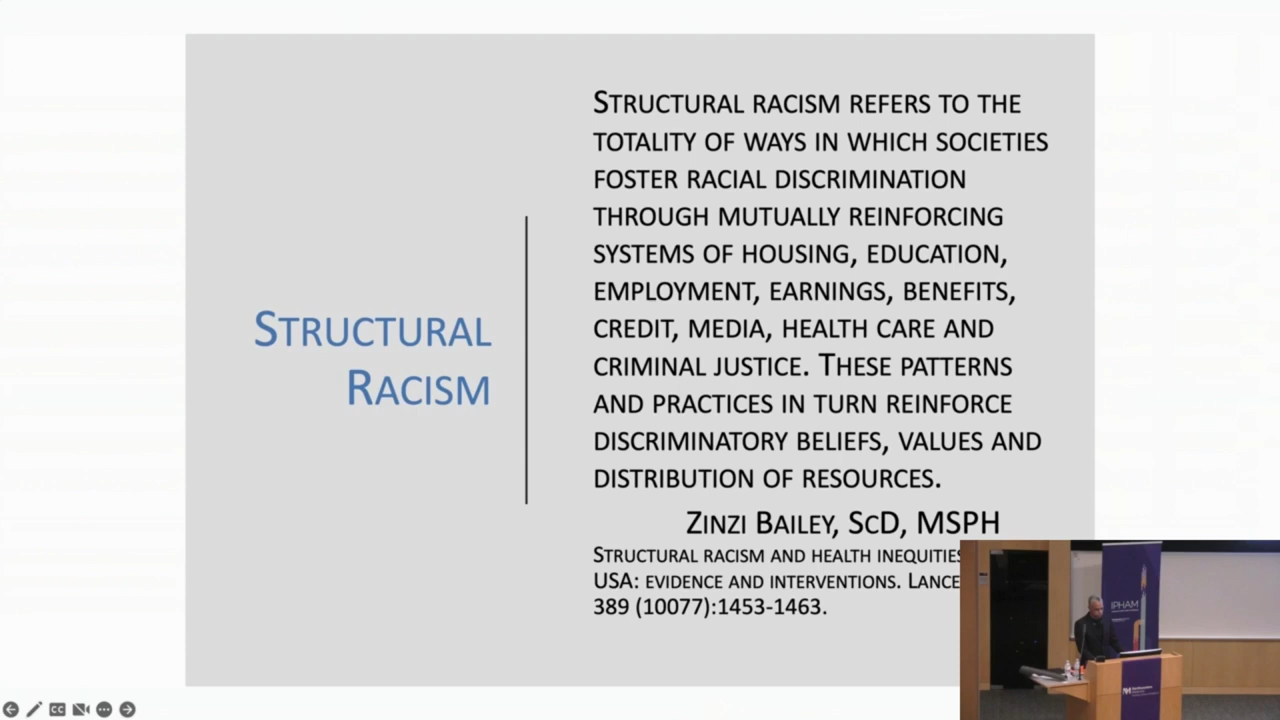 STRUCTURAL
RACISM
STRUCTURAL RACISM REFERS TO THE
TOTALITY OF WAYS IN WHICH SOCIETIES
FOSTER RACIAL DISCRIMINATION
THROUGH MUTUALLY REINFORCING
SYSTEMS OF HOUSING, EDUCATION,
EMPLOYMENT, EARNINGS, BENEFITS,
CREDIT, MEDIA, HEALTH CARE AND
CRIMINAL JUSTICE. THESE PATTERNS
AND PRACTICES IN TURN REINFORCE
DISCRIMINATORY BELIEFS, VALUES AND
DISTRIBUTION OF RESOURCES.
ZINZI BAILEY, SCD, MSPH
STRUCTURAL RACISM AND HEALTH INEQUITIES
USA: EVIDENCE AND INTERVENTIONS. LANCE
389 (10077):1453-1463.
IPHAM
CC